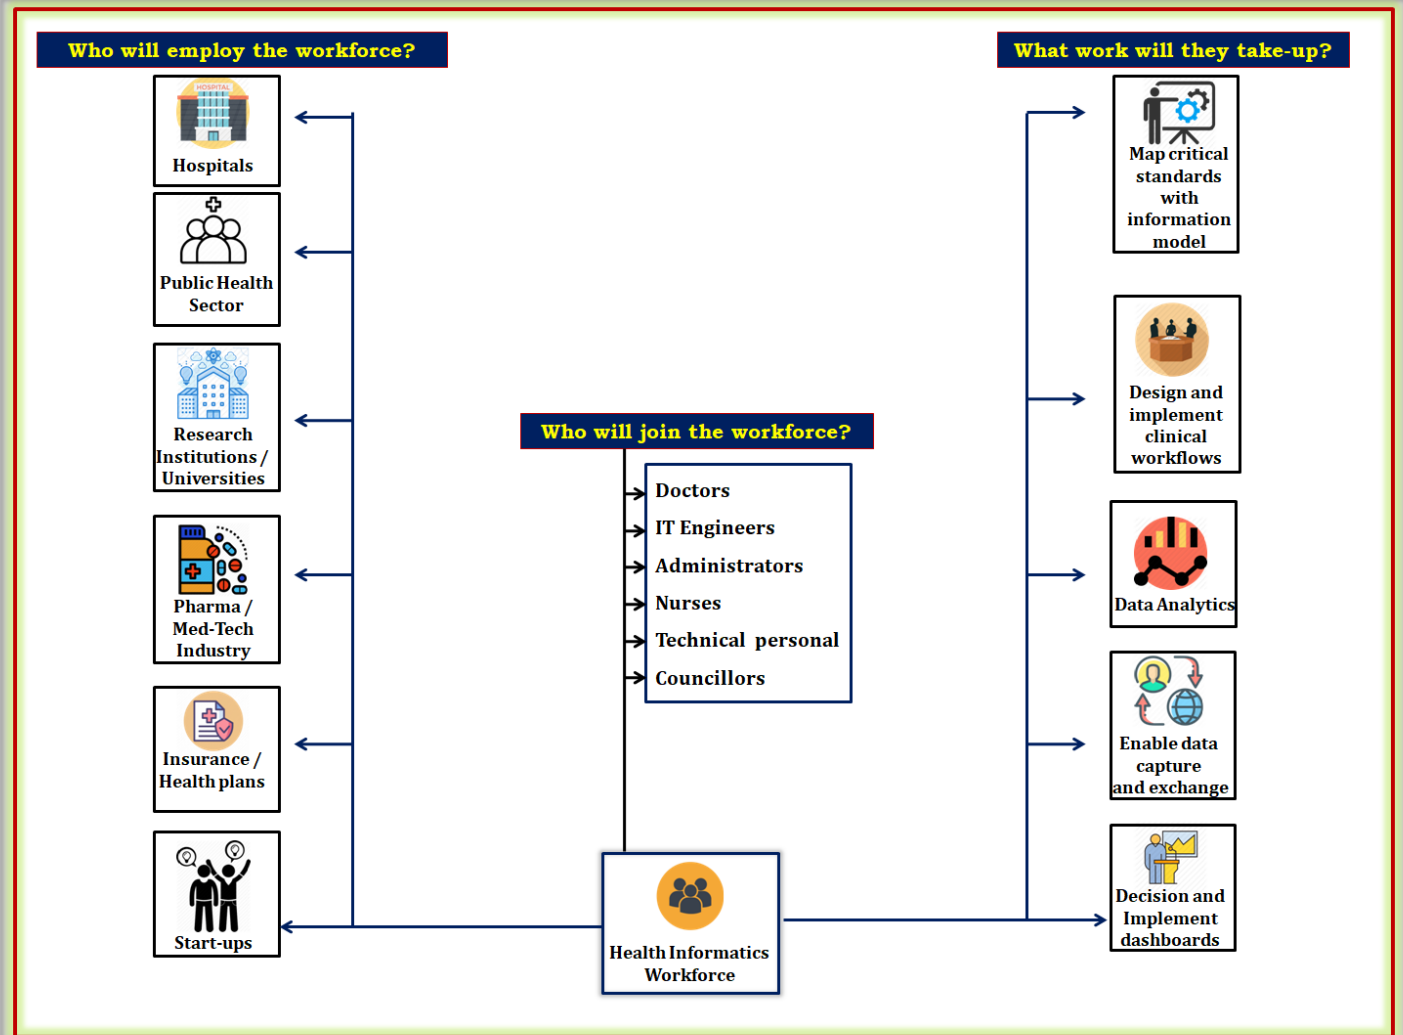 Who will employ the workforce?
HOSPITAL
Hospitals
Public Health
Sector
Research
Institutions /
Universities
Pharma /
Med-Tech
Industry
Insurance /
Health plans
Start-ups
Who will join the workforce?
Doctors
IT Engineers
Administrators
Nurses
Technical personal
Councillors
Health Informatics
Workforce
What work will they take-up?
Map critical
standards
with
information
model
Design and
implement
clinical
workflows
Data Analytics
Enable data
capture
and exchange
Decision and
Implement
dashboards